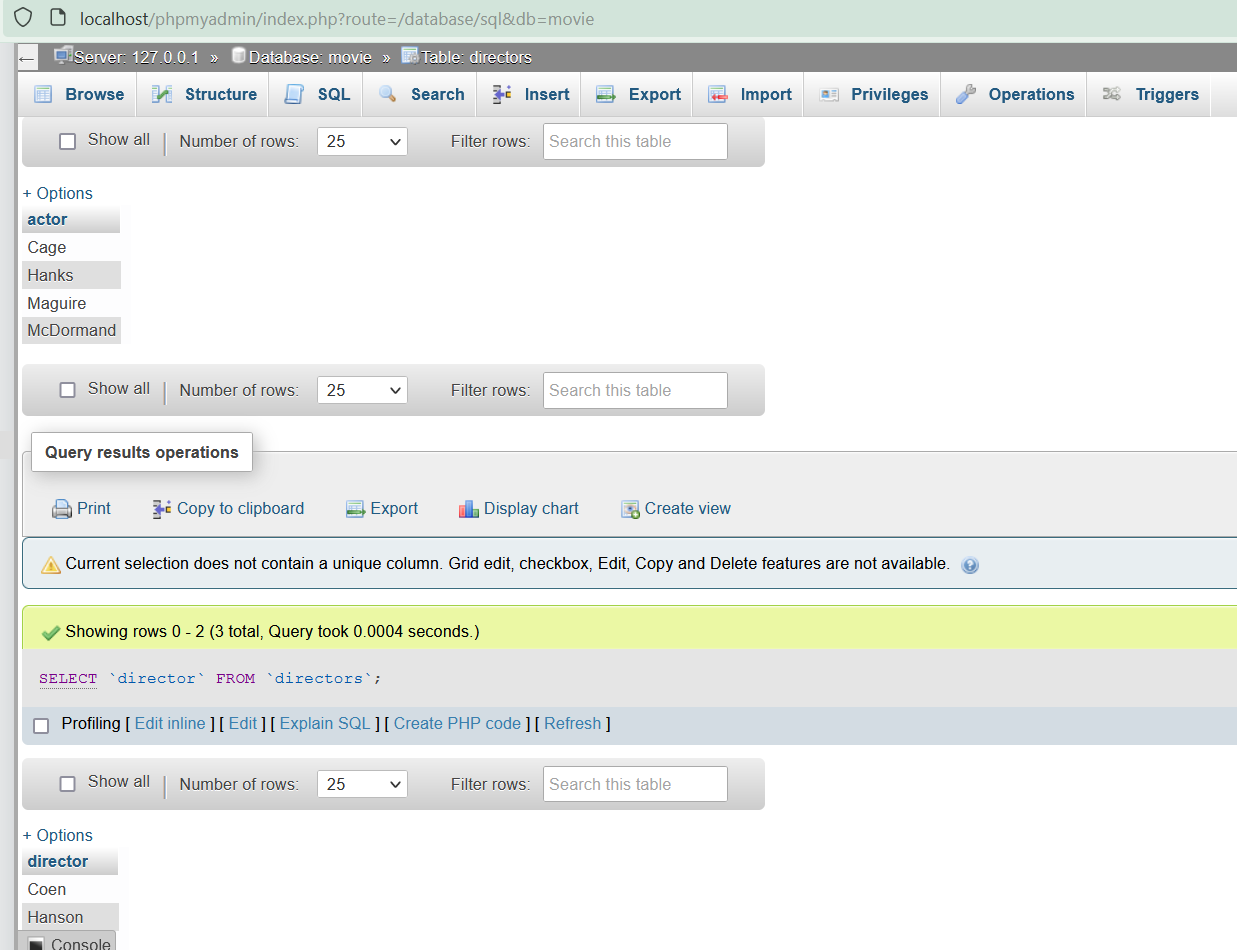 localhost/phpmyadmin/index.php?route=/database/sql&db=movie
Server: 127.0.0.1 » Database: movie » Table: directors
Browse Structure SQL Search Insert Export Import Privileges Operations Triggers
Show all Number of rows: 25 Filter rows: Search this table
+ Options
actor
Cage
Hanks
Maguire
McDormand
Show all Number of rows: 25 Filter rows: Search this table
Query results operations
Print Copy to clipboard Export Display chart Create view
Current selection does not contain a unique column. Grid edit, checkbox, Edit, Copy and Delete features are not available.
Showing rows 0 - 2 (3 total, Query took 0.0004 seconds.)
SELECT `director` FROM `directors`;
Profiling [ Edit inline ] [ Edit ] [ Explain SQL ] [ Create PHP code ] [ Refresh ]
Show all Number of rows: 25 Filter rows: Search this table
+ Options
director
Coen
Hanson
Console